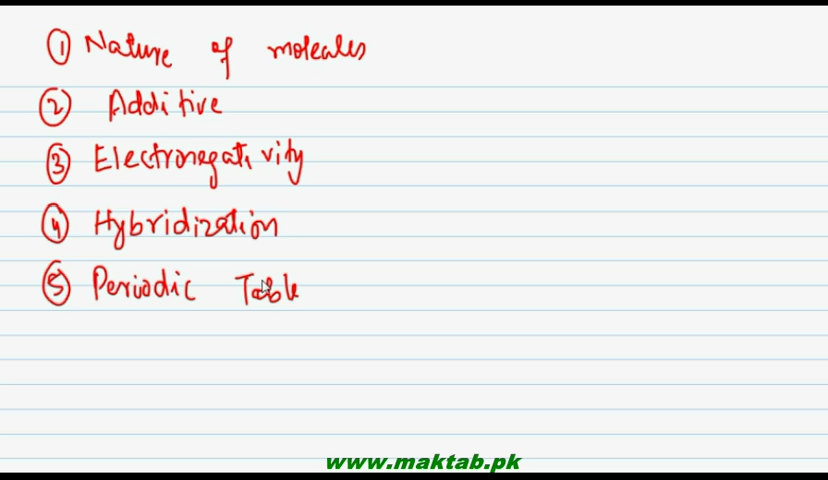 ① Nature of molecules
② Additive
③ Electronegativity
④ Hybridization
⑤ Periodic Table
www.maktab.pk